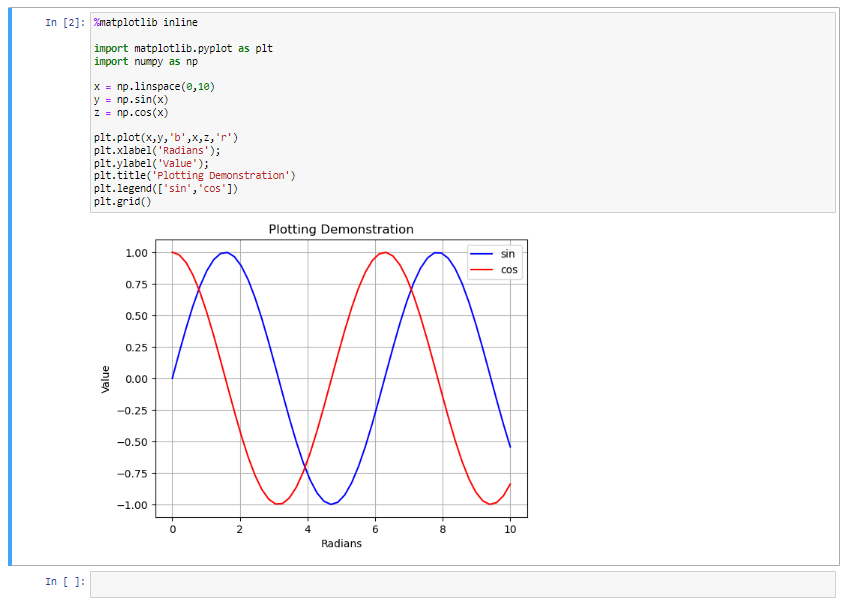 In [2]: %matplotlib inline
import matplotlib.pyplot as plt
import numpy as np
x = np.linspace(0,10)
y = np.sin(x)
z = np.cos(x)
plt.plot(x,y,'b',x,z,'r')
plt.xlabel('Radians');
plt.ylabel('Value');
plt.title('Plotting Demonstration')
plt.legend(['sin','cos'])
plt.grid()
Plotting Demonstration
sin
cos
1.00
0.75
0.50
0.25
0.00
−0.25
−0.50
−0.75
−1.00
Value
0 2 4 6 8 10
Radians
In [ ]: